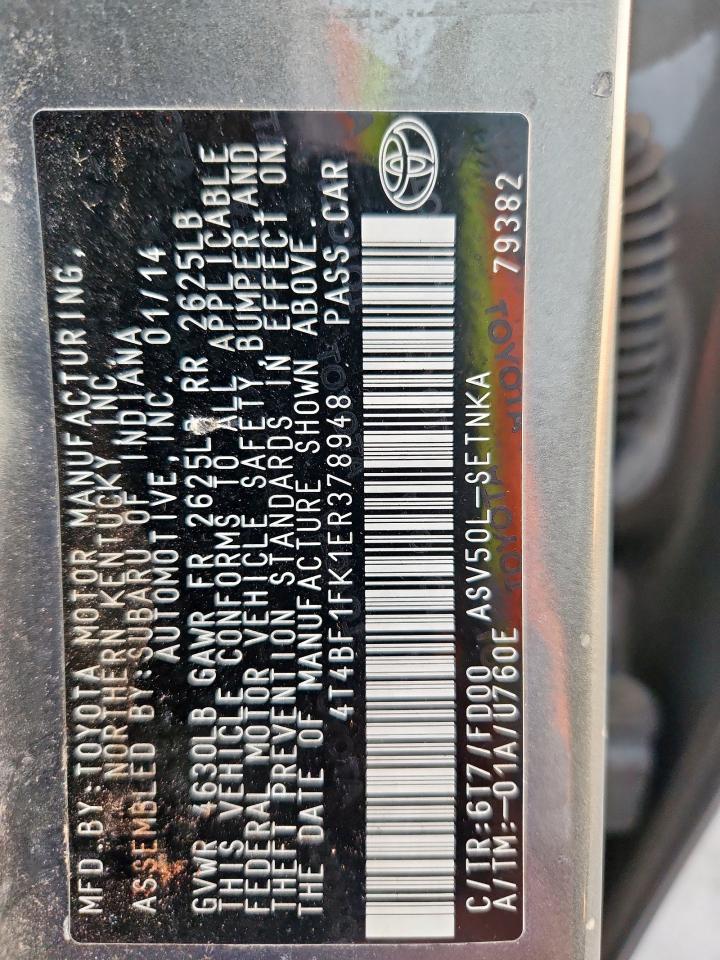 MFD.BY:TOYOTA MOTOR MANUFACTURING,
NORTHERN KENTUCKY INC.
ASSEMBLED BY:SUBARU OF INDIANA
AUTOMOTIVE,INC. 01/14
GVWR 4630LB GAWR FR 2625LB RR 2625LB
THIS VEHICLE CONFORMS TO ALL APPLICABLE
FEDERAL MOTOR VEHICLE SAFETY,BUMPER AND
THEFT PREVENTION STANDARDS IN EFFECT ON
THE DATE OF MANUFACTURE SHOWN ABOVE.
4T4BF1FK1ER378948 PASS.CAR
C/TR:6T7/FD00 ASV50L-SETNKA
A/TM:-01A/U760E 79382
TOYOTA TOYOTA